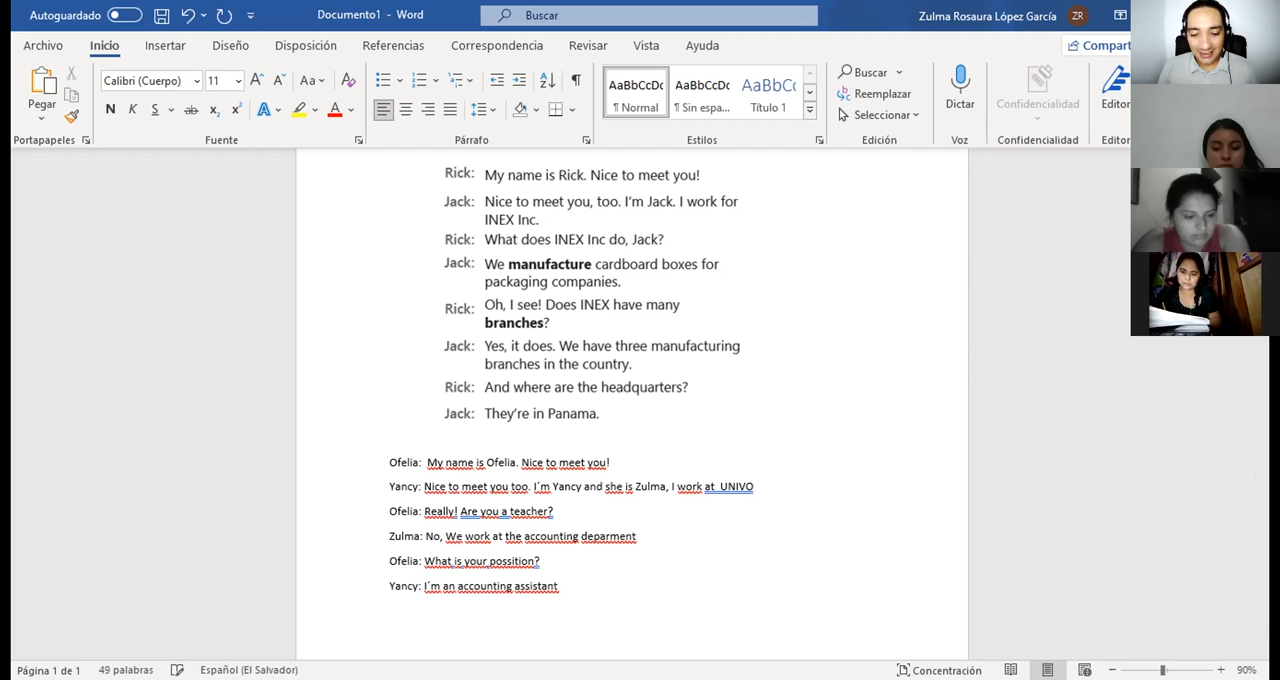 Autoguardado Documento1 - Word Buscar Zulma Rosaura López García ZR
Archivo Inicio Insertar Diseño Disposición Referencias Correspondencia Revisar Vista Ayuda
Calibri (Cuerpo) 11 Aa AaBbCcDc AaBbCcDc AaBbCc Buscar
Pegar N K S ab x₂ x² A A Normal Sin espa... Título 1 Reemplazar Dictar Confidencialidad Editor
Seleccionar
Portapapeles Fuente Párrafo Estilos Edición Voz Confidencialidad Editor
Rick: My name is Rick. Nice to meet you!
Jack: Nice to meet you, too. I'm Jack. I work for
INEX Inc.
Rick: What does INEX Inc do, Jack?
Jack: We manufacture cardboard boxes for
packaging companies.
Rick: Oh, I see! Does INEX have many
branches?
Jack: Yes, it does. We have three manufacturing
branches in the country.
Rick: And where are the headquarters?
Jack: They're in Panama.
Ofelia: My name is Ofelia. Nice to meet you!
Yancy: Nice to meet you too. I´m Yancy and she is Zulma, I work at UNIVO
Ofelia: Really! Are you a teacher?
Zulma: No, We work at the accounting deparment
Ofelia: What is your possition?
Yancy: I´m an accounting assistant
Página 1 de 1 49 palabras Español (El Salvador) Concentración 90%